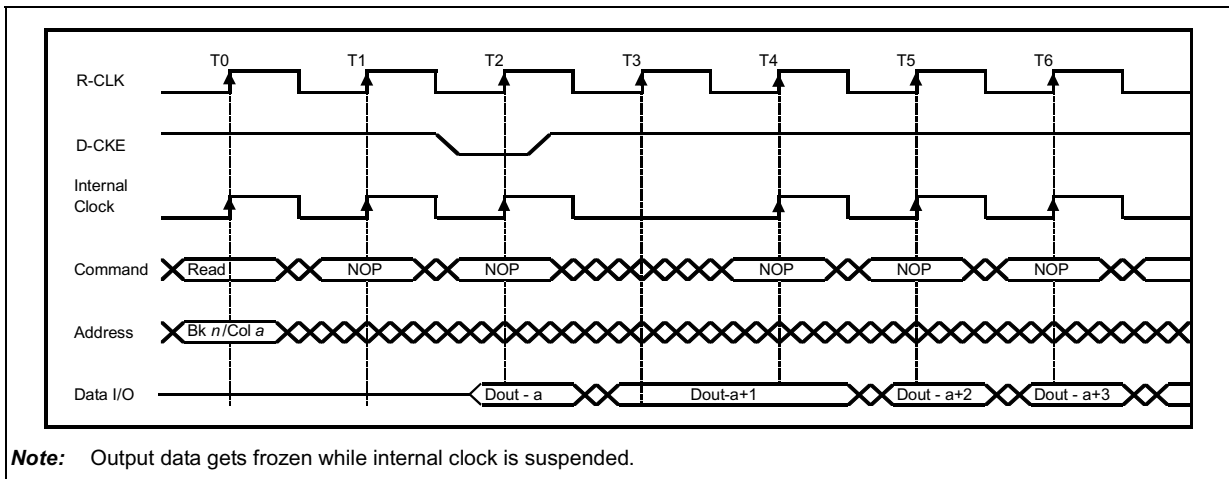 T0 T1 T2 T3 T4 T5 T6
R-CLK
D-CKE
Internal
Clock
Command Read NOP NOP NOP NOP NOP
Address Bk n/Col a
Data I/O Dout - a Dout-a+1 Dout - a+2 Dout - a+3
Note: Output data gets frozen while internal clock is suspended.